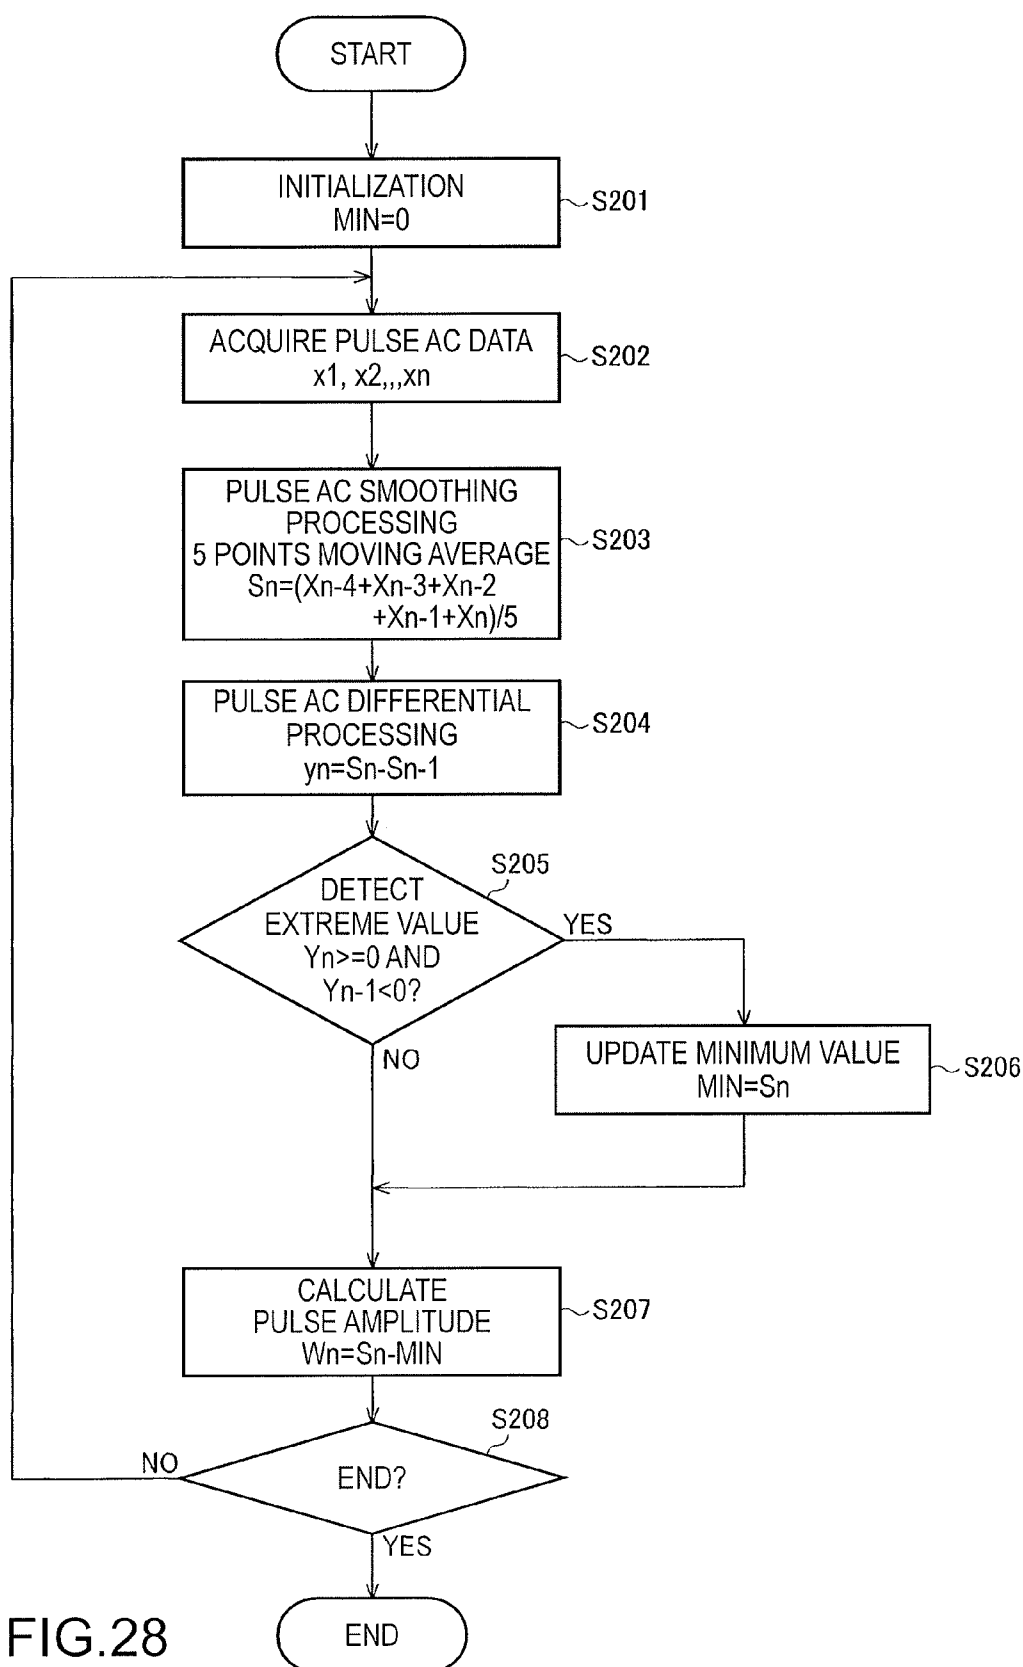 START
INITIALIZATION
MIN=0
S201
ACQUIRE PULSE AC DATA
x1, x2,,,xn
S202
PULSE AC SMOOTHING
PROCESSING
5 POINTS MOVING AVERAGE
Sn=(Xn-4+Xn-3+Xn-2
+Xn-1+Xn)/5
S203
PULSE AC DIFFERENTIAL
PROCESSING
yn=Sn-Sn-1
S204
S205
DETECT
EXTREME VALUE
Yn>=0 AND
Yn-1<0?
YES
NO
UPDATE MINIMUM VALUE
MIN=Sn
S206
CALCULATE
PULSE AMPLITUDE
Wn=Sn-MIN
S207
S208
END?
NO
YES
END
FIG.28